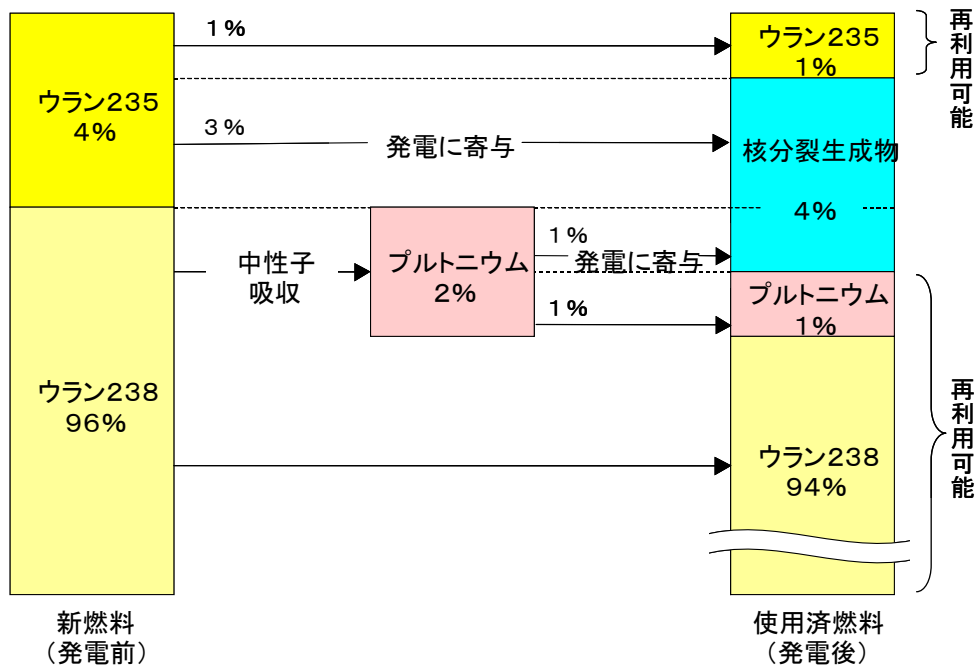 ウラン235
4%
ウラン238
96%
新燃料
（発電前）
1%
3%
発電に寄与
中性子
吸収
プルトニウム
2%
1%
発電に寄与
1%
ウラン235
1%
核分裂生成物
4%
プルトニウム
1%
ウラン238
94%
使用済燃料
（発電後）
再利用可能
再利用可能